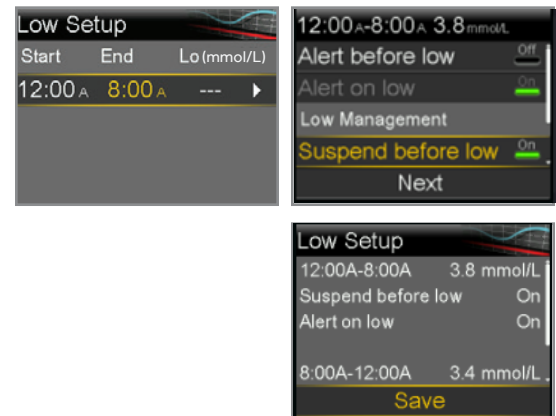 Low Setup
Start End Lo (mmol/L)
12:00 A 8:00 A ---
12:00 A-8:00 A 3.8 mmol/L
Alert before low Off
Alert on low On
Low Management
Suspend before low On
Next
Low Setup
12:00A-8:00A 3.8 mmol/L
Suspend before low On
Alert on low On
8:00A-12:00A 3.4 mmol/L
Save